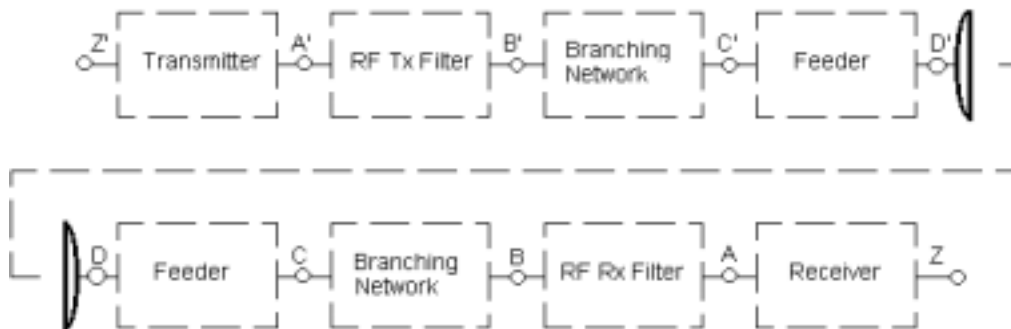 Z'
Transmitter
A'
RF Tx Filter
B'
Branching
Network
C'
Feeder
D'
D
Feeder
C
Branching
Network
B
RF Rx Filter
A
Receiver
Z